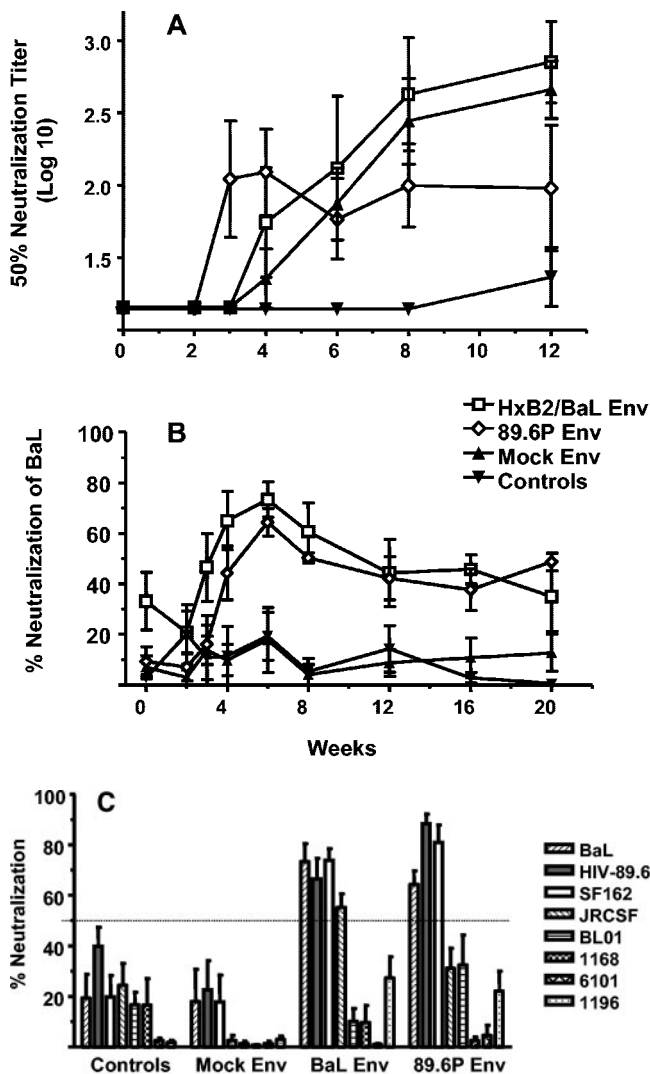 A
50% Neutralization Titer
(Log 10)
3.0
2.5
2.0
1.5
0 2 4 6 8 10 12
HxB2/BaL Env
89.6P Env
Mock Env
Controls
B
% Neutralization of BaL
100
80
60
40
20
0 4 8 12 16 20
Weeks
C
% Neutralization
100
80
60
40
20
Controls Mock Env BaL Env 89.6P Env
BaL
HIV-89.6
SF162
JRCSF
BL01
1168
6101
1196